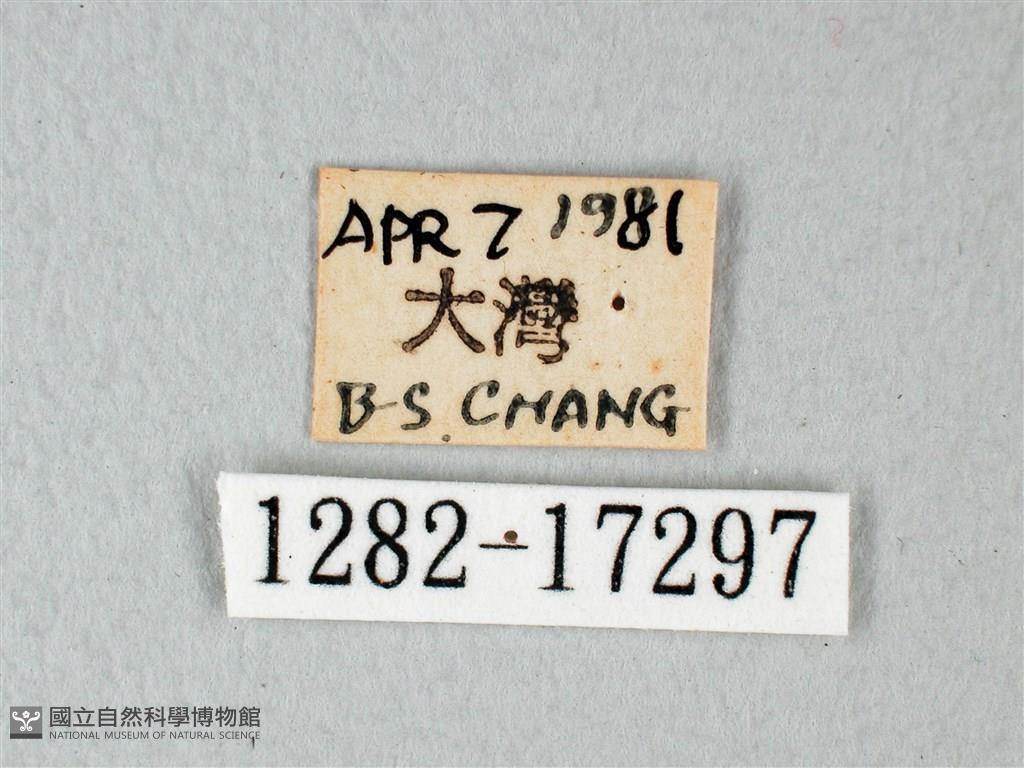 APR 7 1981
大灣
B-S. CHANG
1282-17297
國立自然科學博物館
NATIONAL MUSEUM OF NATURAL SCIENCE